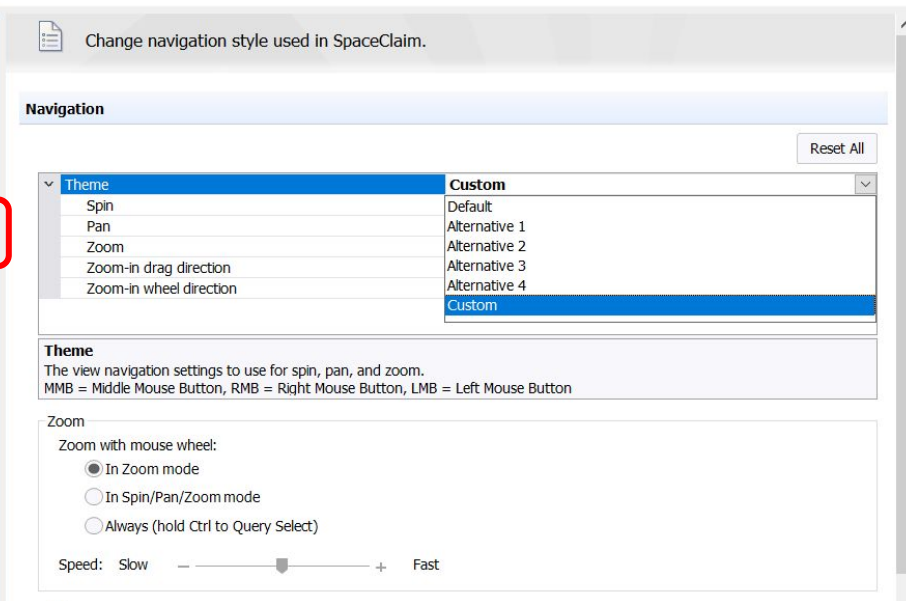 Change navigation style used in SpaceClaim.
Navigation
Reset All
Theme Custom
Spin Default
Pan Alternative 1
Zoom Alternative 2
Zoom-in drag direction Alternative 3
Zoom-in wheel direction Alternative 4
Custom
Theme
The view navigation settings to use for spin, pan, and zoom.
MMB = Middle Mouse Button, RMB = Right Mouse Button, LMB = Left Mouse Button
Zoom
Zoom with mouse wheel:
In Zoom mode
In Spin/Pan/Zoom mode
Always (hold Ctrl to Query Select)
Speed: Slow — + Fast